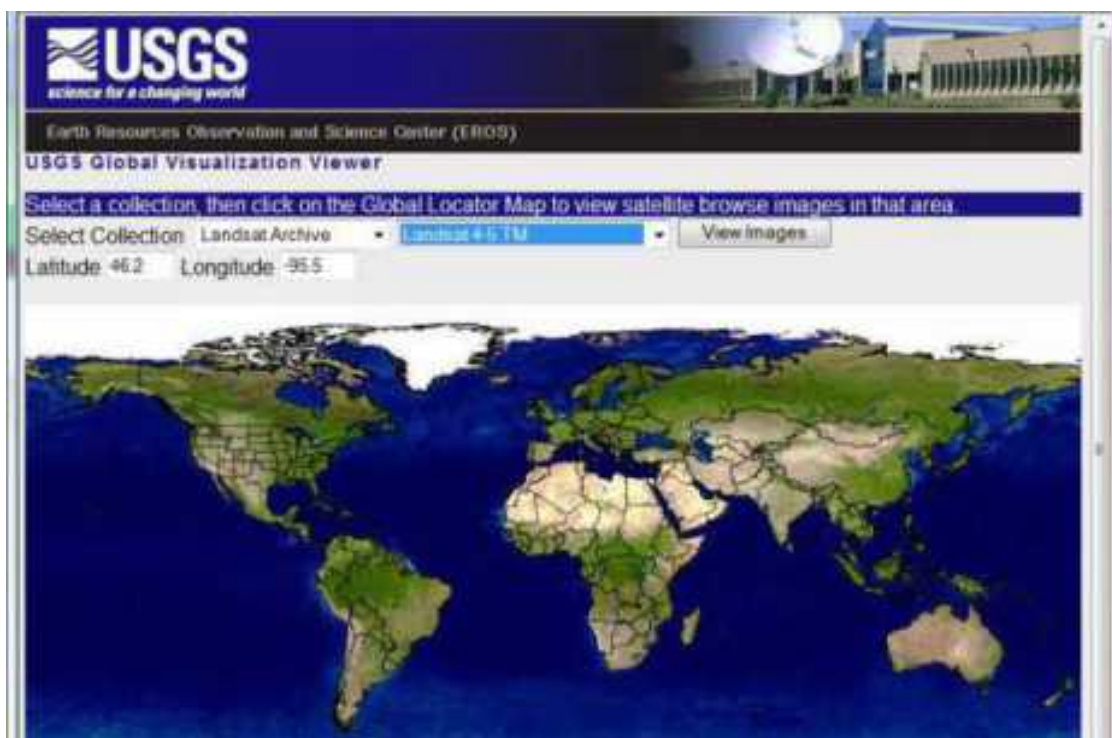 USGS
science for a changing world
Earth Resources Observation and Science Center (EROS)
USGS Global Visualization Viewer
Select a collection, then click on the Global Locator Map to view satellite browse images in that area.
Select Collection Landsat Archive Landsat 4-5 TM View Images
Latitude 46.2 Longitude -95.5